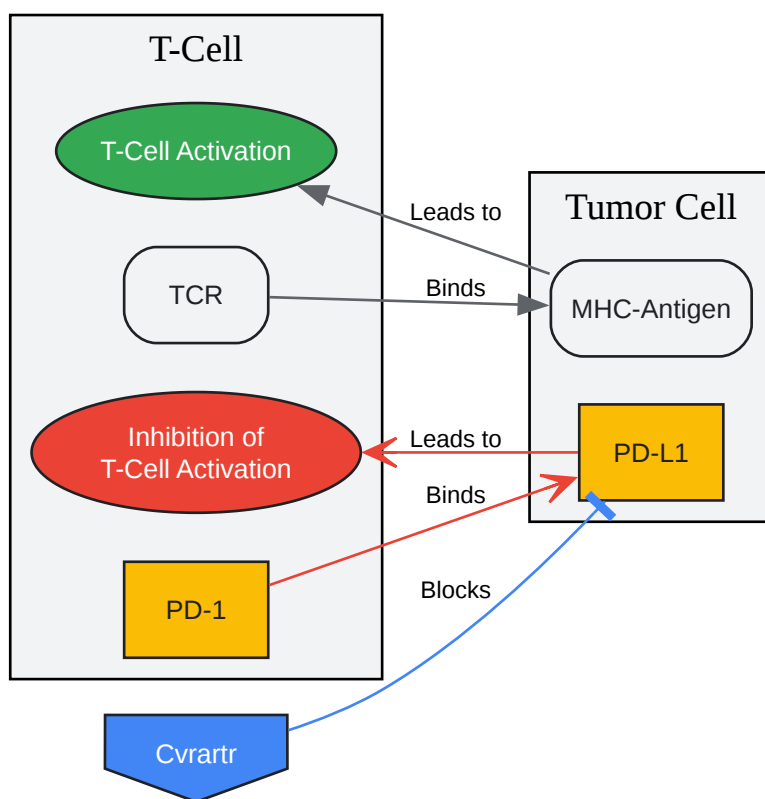 T-Cell
T-Cell Activation
Leads to
Tumor Cell
TCR
Binds
MHC-Antigen
Inhibition of
T-Cell Activation
Leads to
PD-L1
Binds
PD-1
Blocks
Cvrartr